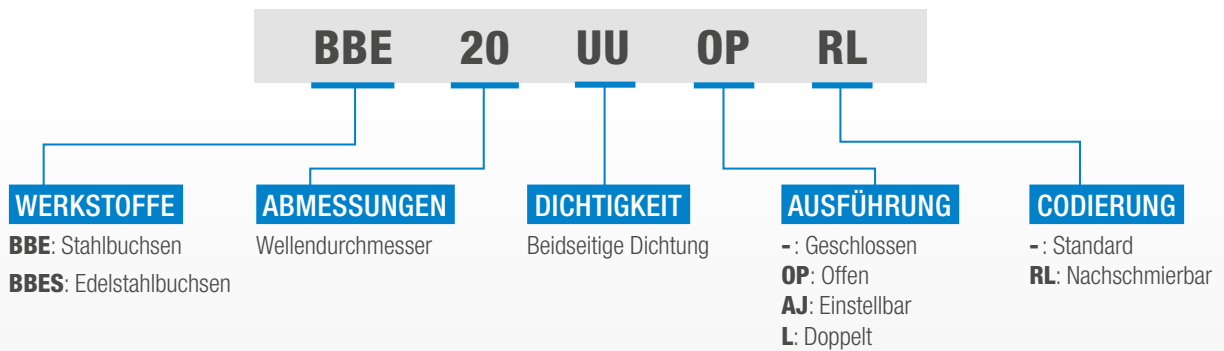 BBE 20 UU OP RL
WERKSTOFFE
BBE: Stahlbuchsen
BBES: Edelstahlbuchsen
ABMESSUNGEN
Wellendurchmesser
DICHTIGKEIT
Beidseitige Dichtung
AUSFÜHRUNG
- : Geschlossen
OP: Offen
AJ: Einstellbar
L: Doppelt
CODIERUNG
- : Standard
RL: Nachschmierbar